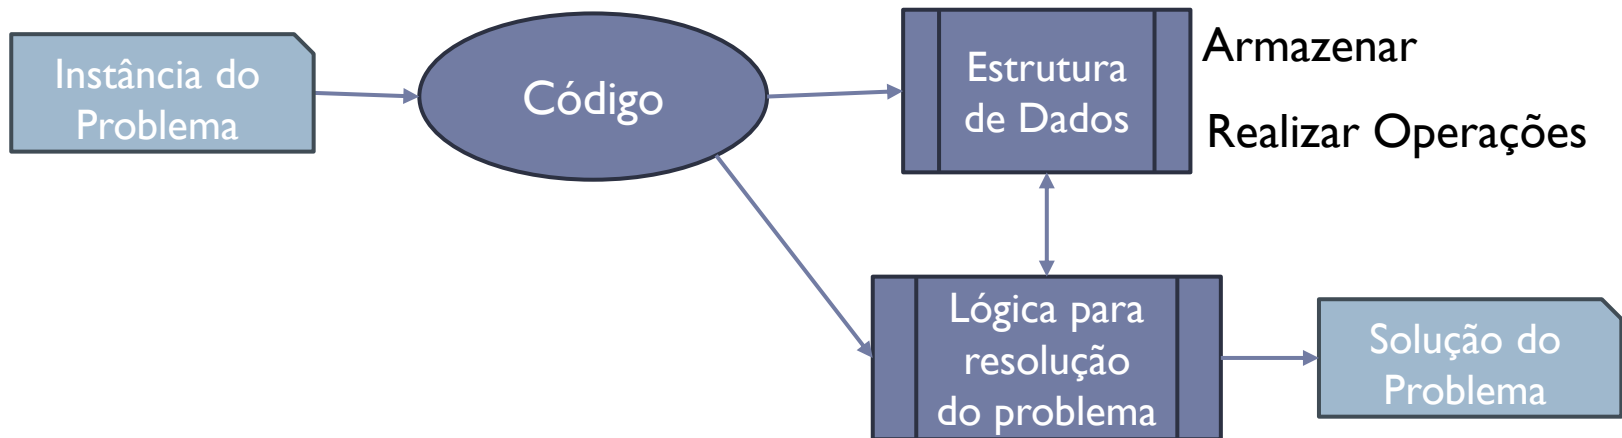 Instância do
Problema
Código
Estrutura
de Dados
Armazenar
Realizar Operações
Lógica para
resolução
do problema
Solução do
Problema